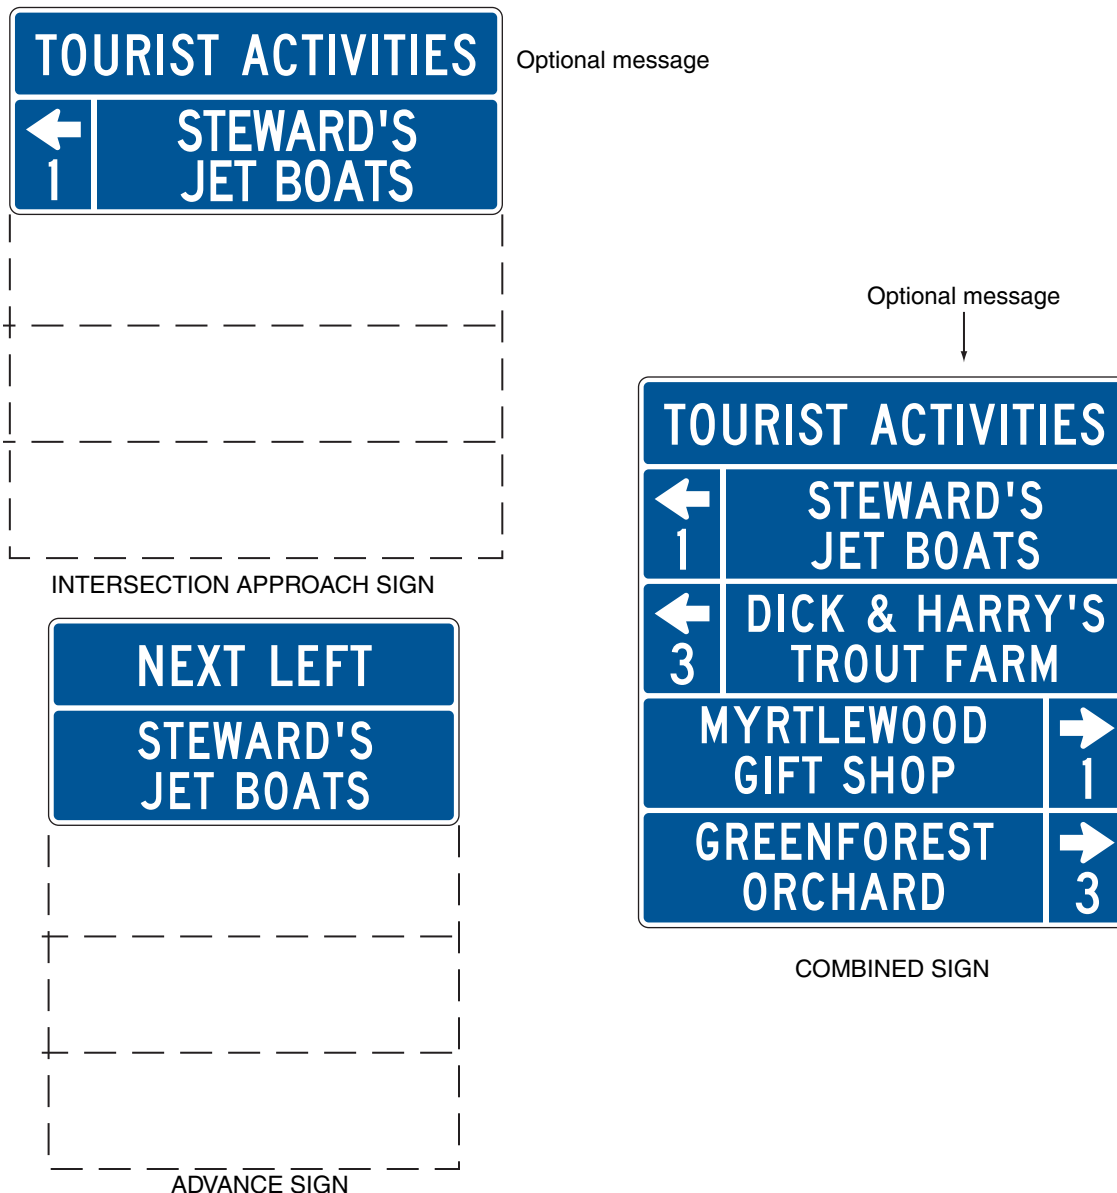 TOURIST ACTIVITIES
Optional message
← 1
STEWARD'S
JET BOATS
INTERSECTION APPROACH SIGN
NEXT LEFT
STEWARD'S
JET BOATS
ADVANCE SIGN
Optional message
TOURIST ACTIVITIES
← 1
STEWARD'S
JET BOATS
← 3
DICK & HARRY'S
TROUT FARM
MYRTLEWOOD
GIFT SHOP
→ 1
GREENFOREST
ORCHARD
→ 3
COMBINED SIGN